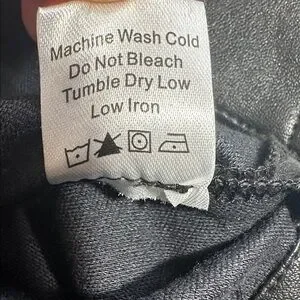 Machine Wash Cold
Do Not Bleach
Tumble Dry Low
Low Iron